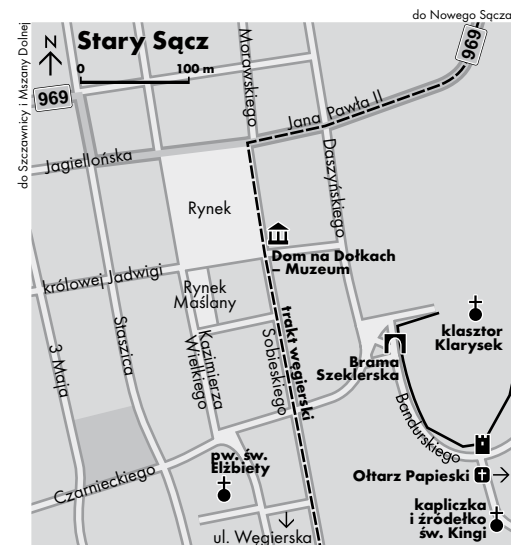 do Nowego Sącza
do Szczawnicy i Mszany Dolnej
N
Stary Sącz
0 100 m
969
969
Morawskiego
Jana Pawła II
Daszyńskiego
Jagiellońska
Rynek
Dom na Dołkach
– Muzeum
królowej Jadwigi
Rynek
Maślany
trakt węgierski
Sobieskiego
Kazimierza
Wielkiego
Staszica
3 Maja
klasztor
Klarysek
Brama
Szeklerska
Bandurskiego
pw. św.
Elżbiety
Czarnieckiego
Ołtarz Papieski
kapliczka
i źródełko
św. Kingi
ul. Węgierska